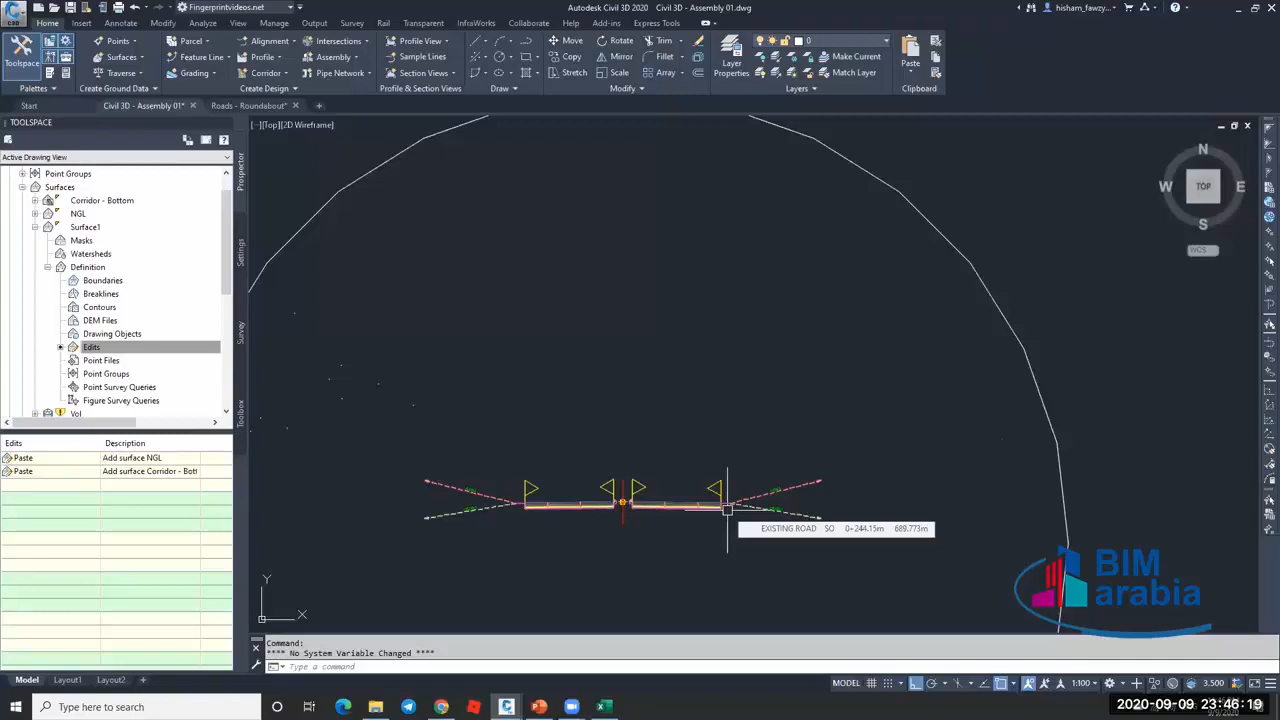 C3D
Fingerprintvideos.net
Autodesk Civil 3D 2020   Civil 3D - Assembly 01.dwg
hisham_fawzy...
Home Insert Annotate Modify Analyze View Manage Output Survey Rail Transparent InfraWorks Collaborate Help Add-ins Express Tools
Toolspace
Points
Surfaces
Traverse
Parcel
Feature Line
Grading
Alignment
Profile
Corridor
Intersections
Assembly
Pipe Network
Profile View
Sample Lines
Section Views
Move
Copy
Stretch
Rotate
Mirror
Scale
Trim
Fillet
Array
Layer
Properties
0
Make Current
Match Layer
Paste
Palettes
Create Ground Data
Create Design
Profile & Section Views
Draw
Modify
Layers
Clipboard
Start
Civil 3D - Assembly 01*
Roads - Roundabout*
TOOLSPACE
Active Drawing View
Point Groups
Surfaces
Corridor - Bottom
NGL
Surface1
Masks
Watersheds
Definition
Boundaries
Breaklines
Contours
DEM Files
Drawing Objects
Edits
Point Files
Point Groups
Point Survey Queries
Figure Survey Queries
Vol
Edits Description
Paste Add surface NGL
Paste Add surface Corridor - Bott
Prospector
Settings
Survey
Toolbox
[−][Top][2D Wireframe]
N
W TOP E
S
WCS
EXISTING ROAD SO 0+244.15m 689.773m
Y
X
BIM
arabia
Command:
**** No System Variable Changed ****
Type a command
Model Layout1 Layout2
MODEL
1:100
3.500
Type here to search
2020-09-09 23:46:19